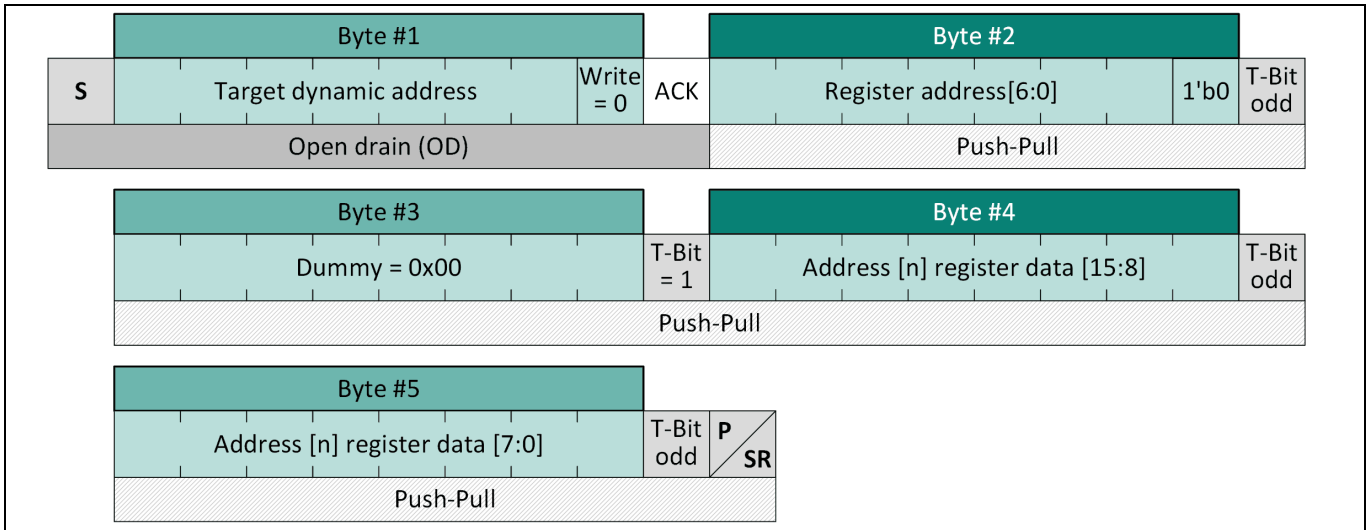 Byte #1 Byte #2
S Target dynamic address Write = 0 ACK Register address[6:0] 1'b0 T-Bit odd
Open drain (OD) Push-Pull
Byte #3 Byte #4
Dummy = 0x00 T-Bit = 1 Address [n] register data [15:8] T-Bit odd
Push-Pull
Byte #5
Address [n] register data [7:0] T-Bit odd P SR
Push-Pull